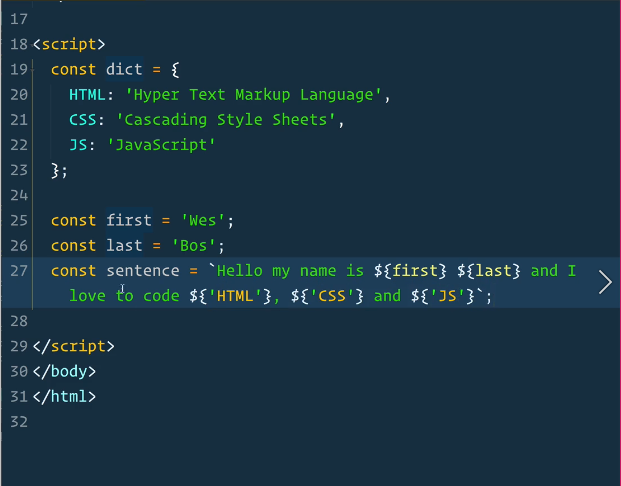 17
18 <script>
19 const dict = {
20 HTML: 'Hyper Text Markup Language',
21 CSS: 'Cascading Style Sheets',
22 JS: 'JavaScript'
23 };
24
25 const first = 'Wes';
26 const last = 'Bos';
27 const sentence = `Hello my name is ${first} ${last} and I
love to code ${'HTML'}, ${'CSS'} and ${'JS'}`;
28
29 </script>
30 </body>
31 </html>
32